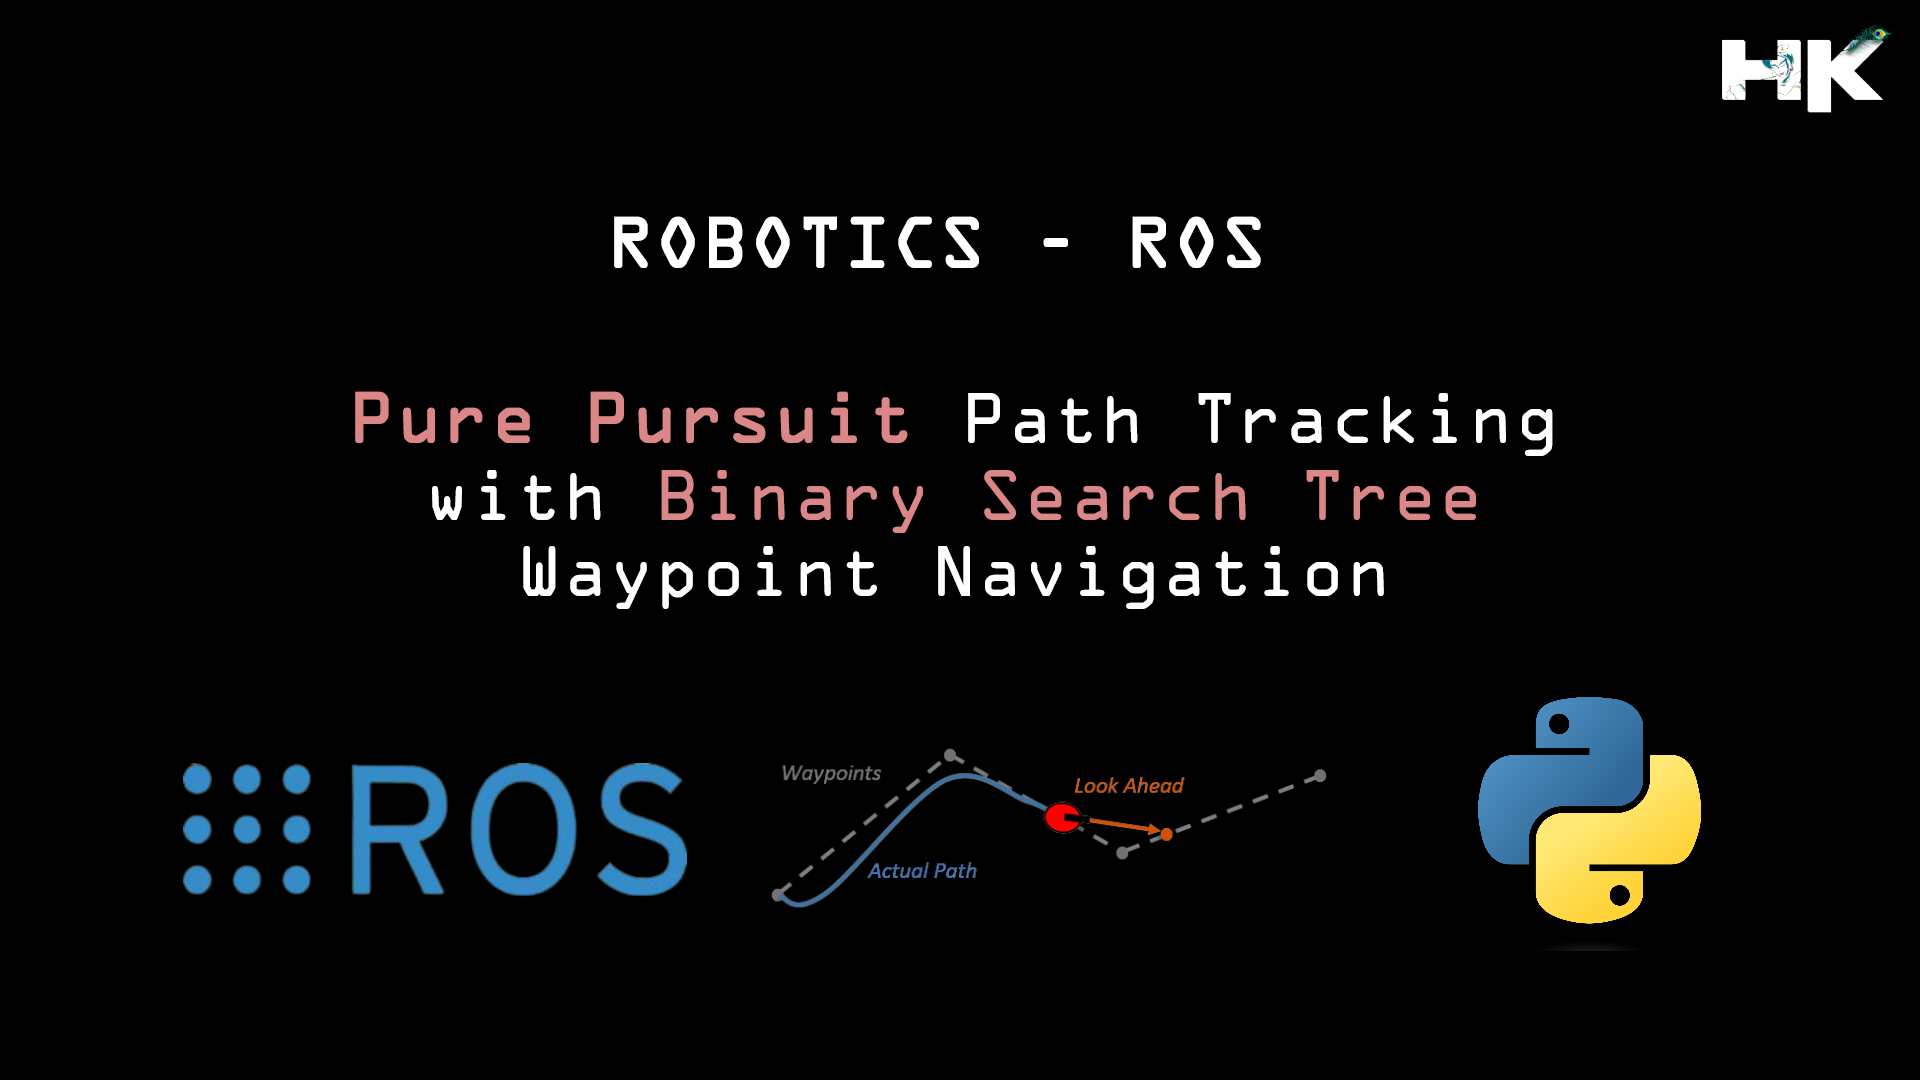 HK
ROBOTICS - ROS
Pure Pursuit Path Tracking
with Binary Search Tree
Waypoint Navigation
ROS
Waypoints
Look Ahead
Actual Path